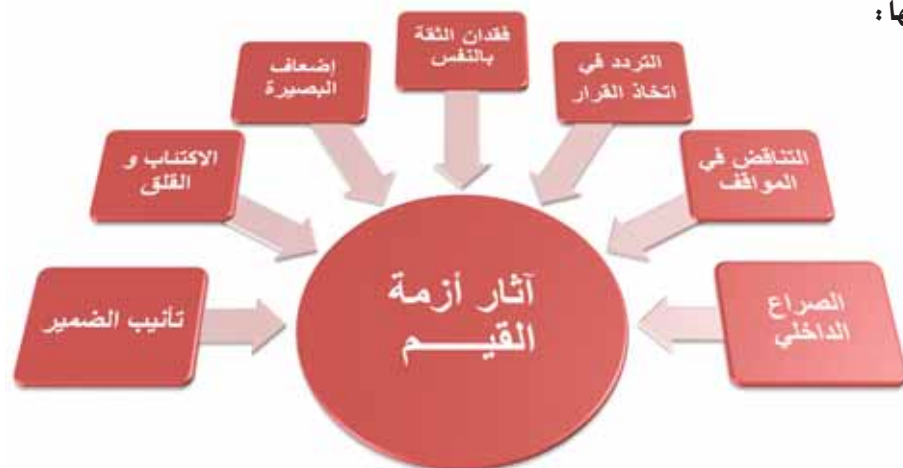 ها:
الصراع
الداخلي
التناقض في
المواقف
التردد في
اتخاذ القرار
فقدان الثقة
بالنفس
إضعاف
البصيرة
الاكتئاب و
القلق
تأنيب الضمير
آثار أزمة
القيـــــم